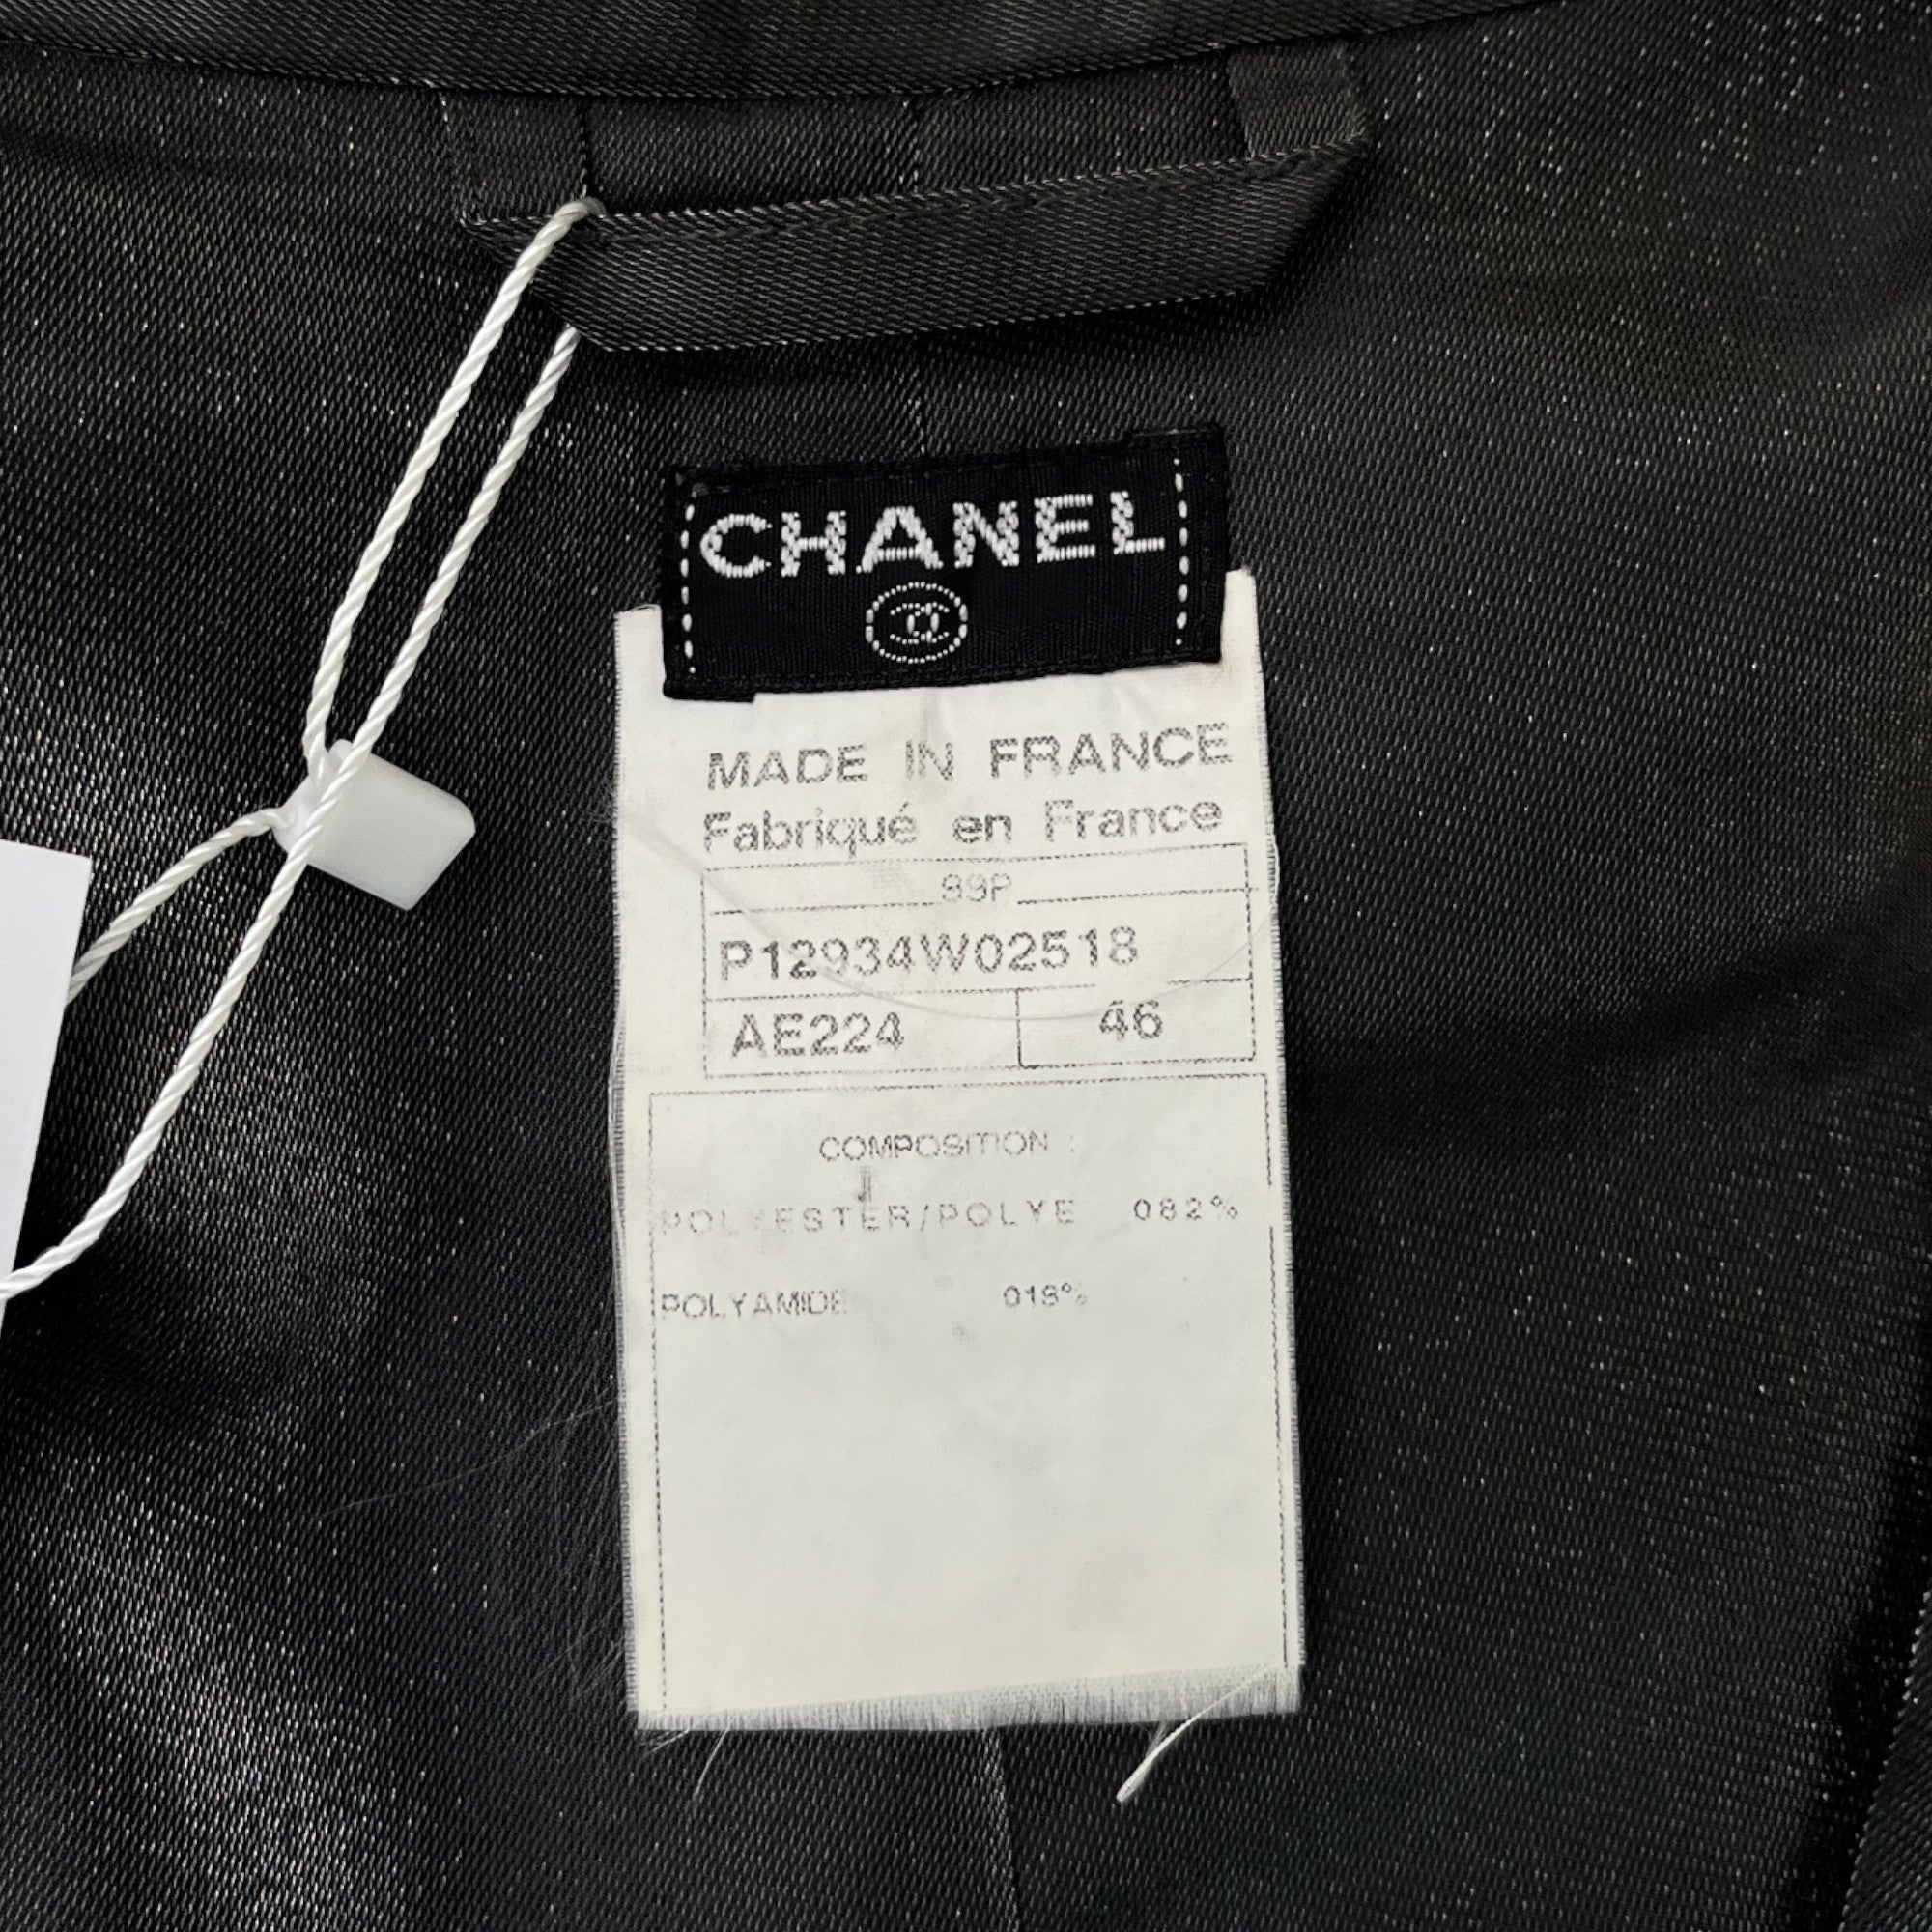 CHANEL
MADE IN FRANCE
Fabriqué en France
99P
P12934W02518
AE224 46
COMPOSITION :
POLYESTER/POLYE 082%
POLYAMIDE 018%